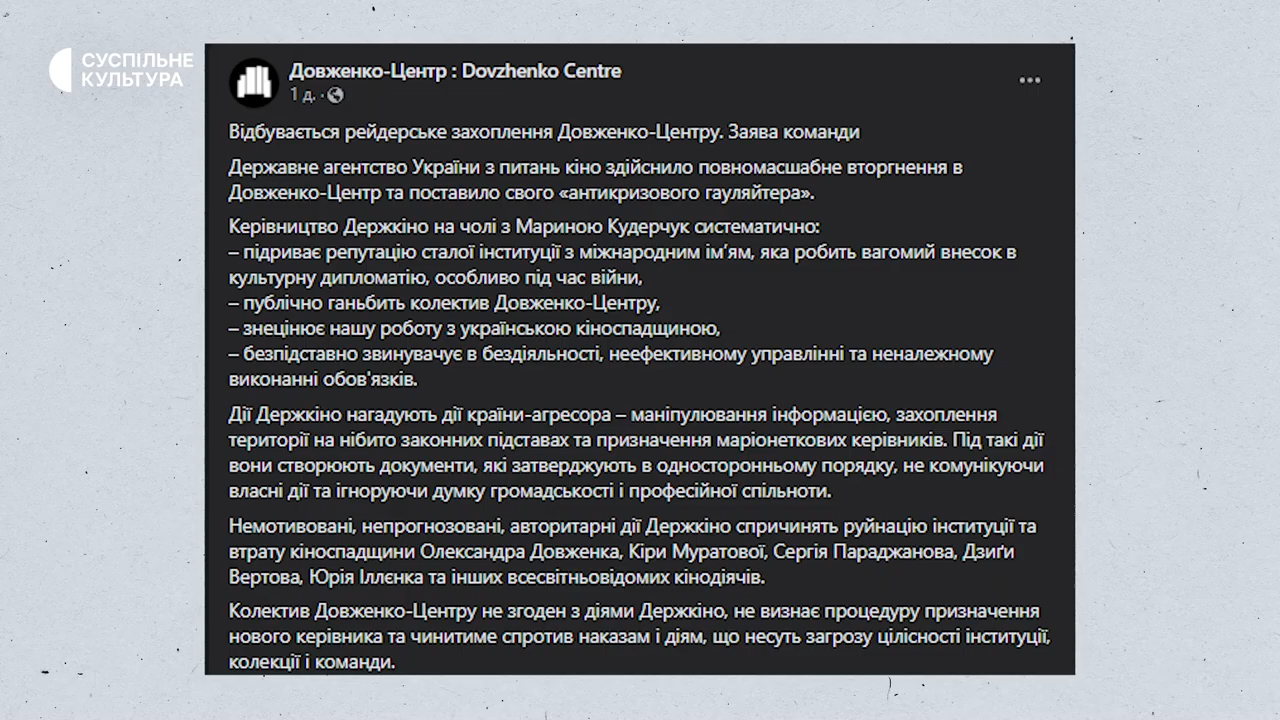 СУСПІЛЬНЕ
КУЛЬТУРА
Довженко-Центр : Dovzhenko Centre
1 д. ·
Відбувається рейдерське захоплення Довженко-Центру. Заява команди
Державне агентство України з питань кіно здійснило повномасшабне вторгнення в
Довженко-Центр та поставило свого «антикризового гауляйтера».
Керівництво Держкіно на чолі з Мариною Кудерчук систематично:
– підриває репутацію сталої інституції з міжнародним ім’ям, яка робить вагомий внесок в
культурну дипломатію, особливо під час війни,
– публічно ганьбить колектив Довженко-Центру,
– знецінює нашу роботу з українською кіноспадщиною,
– безпідставно звинувачує в бездіяльності, неефективному управлінні та неналежному
виконанні обов'язків.
Дії Держкіно нагадують дії країни-агресора – маніпулювання інформацією, захоплення
території на нібито законних підставах та призначення маріонеткових керівників. Під такі дії
вони створюють документи, які затверджують в односторонньому порядку, не комунікуючи
власні дії та ігноруючи думку громадськості і професійної спільноти.
Немотивовані, непрогнозовані, авторитарні дії Держкіно спричинять руйнацію інституції та
втрату кіноспадщини Олександра Довженка, Кіри Муратової, Сергія Параджанова, Дзиґи
Вертова, Юрія Іллєнка та інших всесвітньовідомих кінодіячів.
Колектив Довженко-Центру не згоден з діями Держкіно, не визнає процедуру призначення
нового керівника та чинитиме спротив наказам і діям, що несуть загрозу цілісності інституції,
колекції і команди.